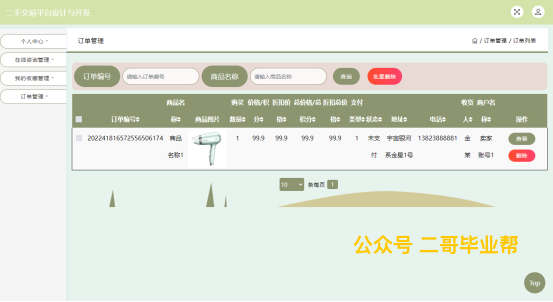 二手交易平台设计与开发
个人中心
在线咨询管理
我的收藏管理
订单管理
订单管理
/ 订单管理 / 订单列表
订单编号 请输入订单编号 商品名称 请输入商品名称 查询 批量删除
订单编号 商品名称 商品图片 购买数量 价格/积分 折扣价格 总价格/总积分 折扣总价格 支付类型 状态 地址 电话 收货人 商户名称 操作
202241816572556506174 商品名称1 1 99.9 99.9 99.9 99.9 1 未支付 宇宙银河系金星1号 13823888881 金某 卖家账号1 查看
删除
10 条每页 1
公众号 二哥毕业帮
Top